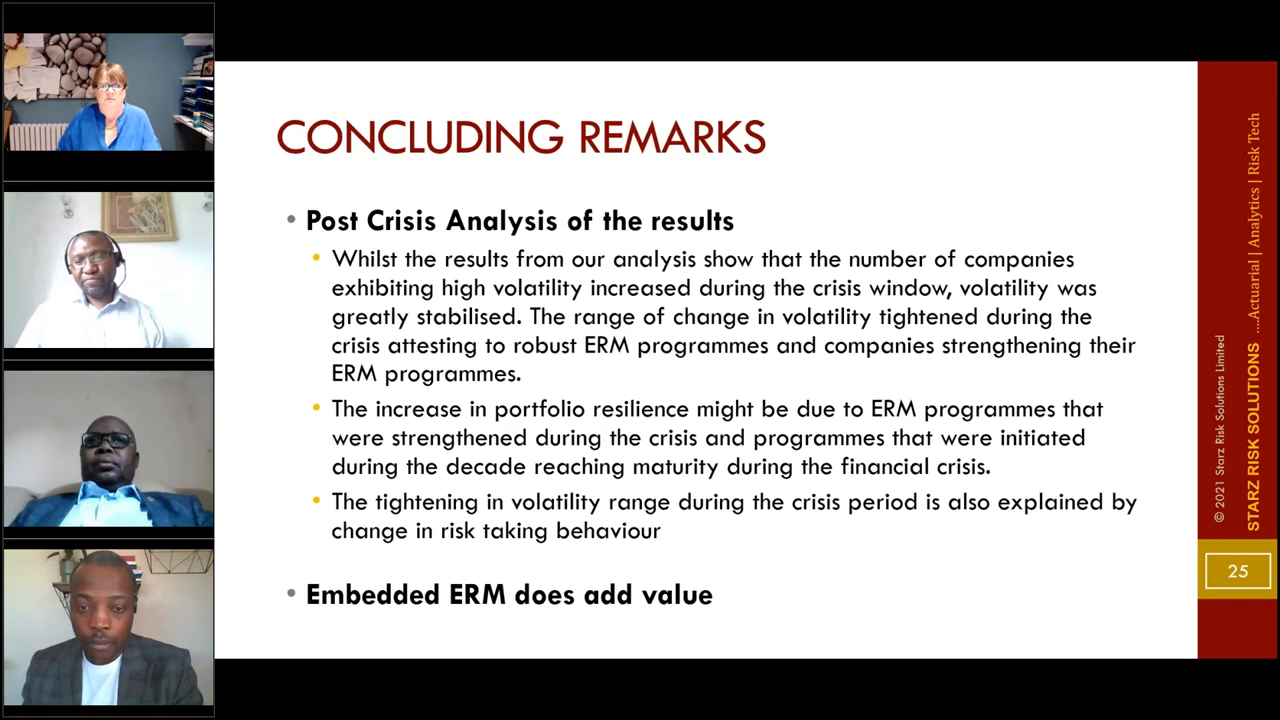 CONCLUDING REMARKS
• Post Crisis Analysis of the results
• Whilst the results from our analysis show that the number of companies
exhibiting high volatility increased during the crisis window, volatility was
greatly stabilised. The range of change in volatility tightened during the
crisis attesting to robust ERM programmes and companies strengthening their
ERM programmes.
• The increase in portfolio resilience might be due to ERM programmes that
were strengthened during the crisis and programmes that were initiated
during the decade reaching maturity during the financial crisis.
• The tightening in volatility range during the crisis period is also explained by
change in risk taking behaviour
• Embedded ERM does add value
© 2021 Starz Risk Solutions Limited
STARZ RISK SOLUTIONS ....Actuarial | Analytics | Risk Tech
25